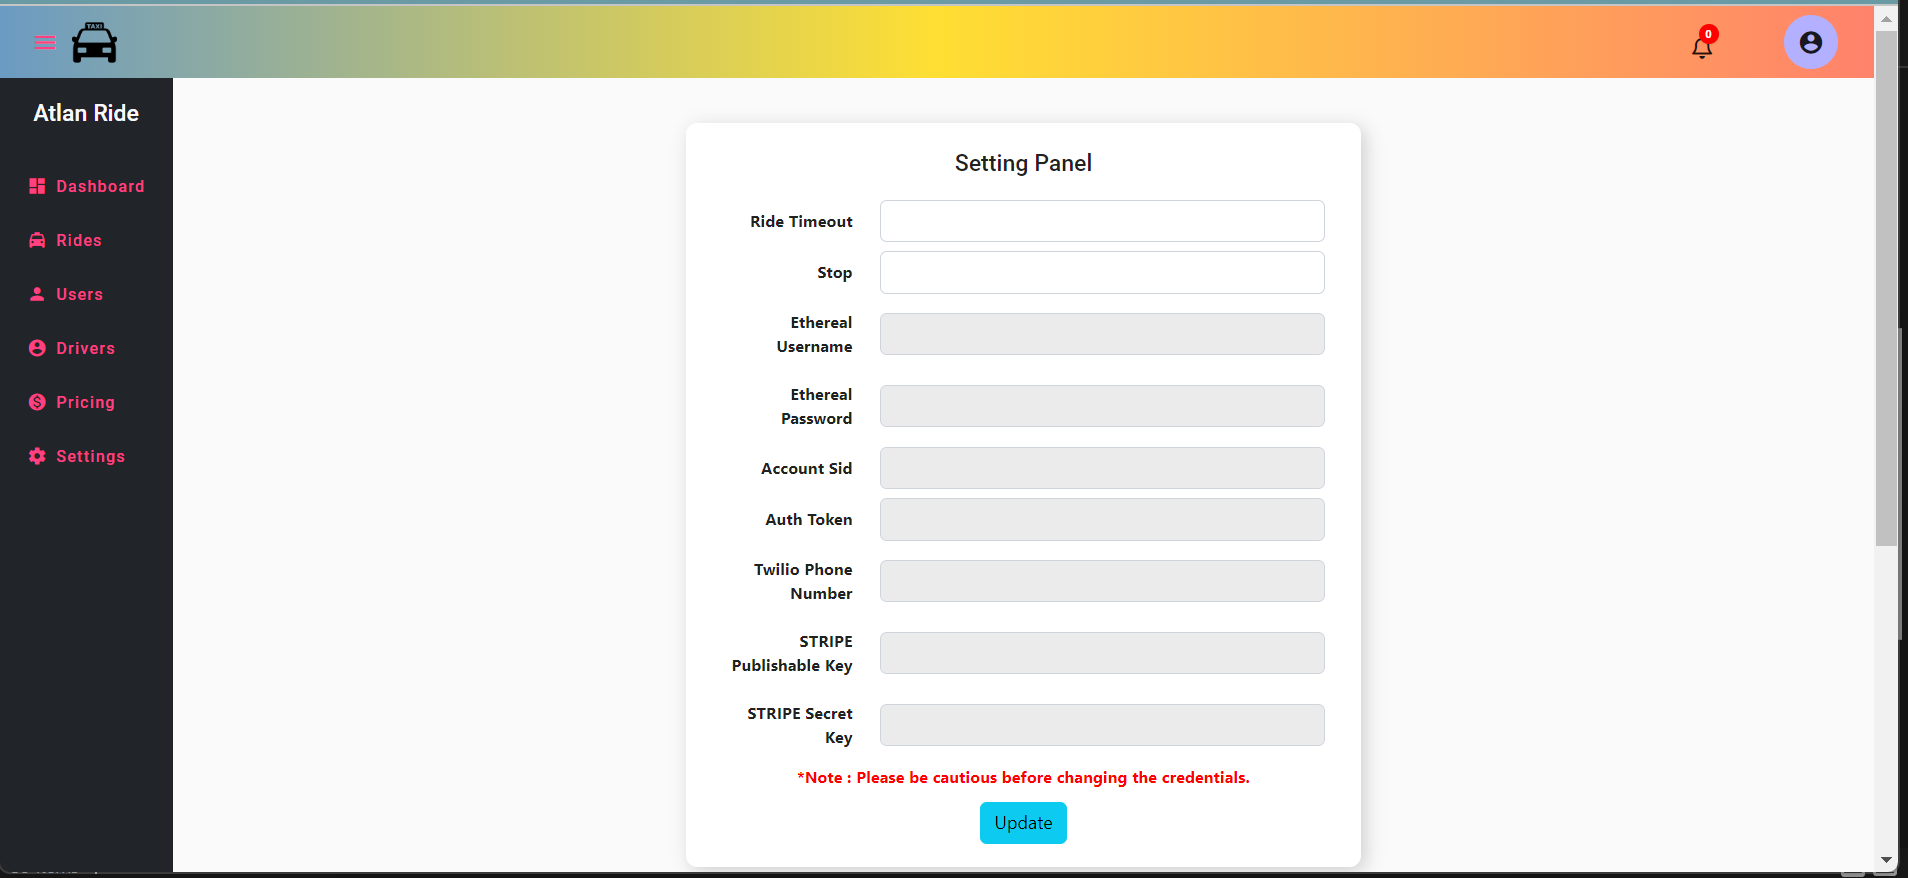 TAXI
0
Atlan Ride
Dashboard
Rides
Users
Drivers
Pricing
Settings
Setting Panel
Ride Timeout
Stop
Ethereal
Username
Ethereal
Password
Account Sid
Auth Token
Twilio Phone
Number
STRIPE
Publishable Key
STRIPE Secret
Key
*Note : Please be cautious before changing the credentials.
Update